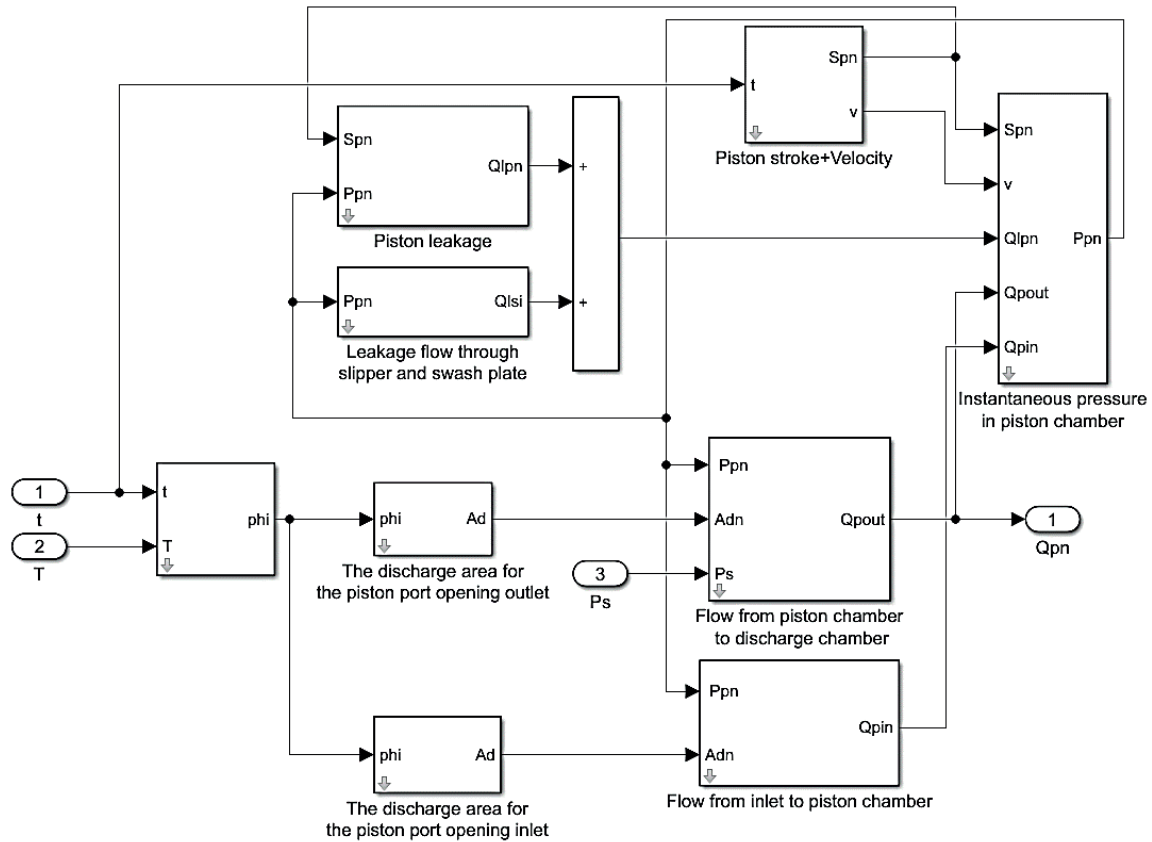 Spn
t
v
Piston stroke+Velocity
Spn
Ppn
Qlpn
Piston leakage
+
+
Ppn
Qlsi
Leakage flow through
slipper and swash plate
Spn
v
Qlpn
Qpout
Qpin
Ppn
Instantaneous pressure
in piston chamber
1
t
2
T
t
T
phi
phi
Ad
The discharge area for
the piston port opening outlet
3
Ps
Ppn
Adn
Ps
Qpout
Flow from piston chamber
to discharge chamber
1
Qpn
phi
Ad
The discharge area for
the piston port opening inlet
Ppn
Adn
Qpin
Flow from inlet to piston chamber